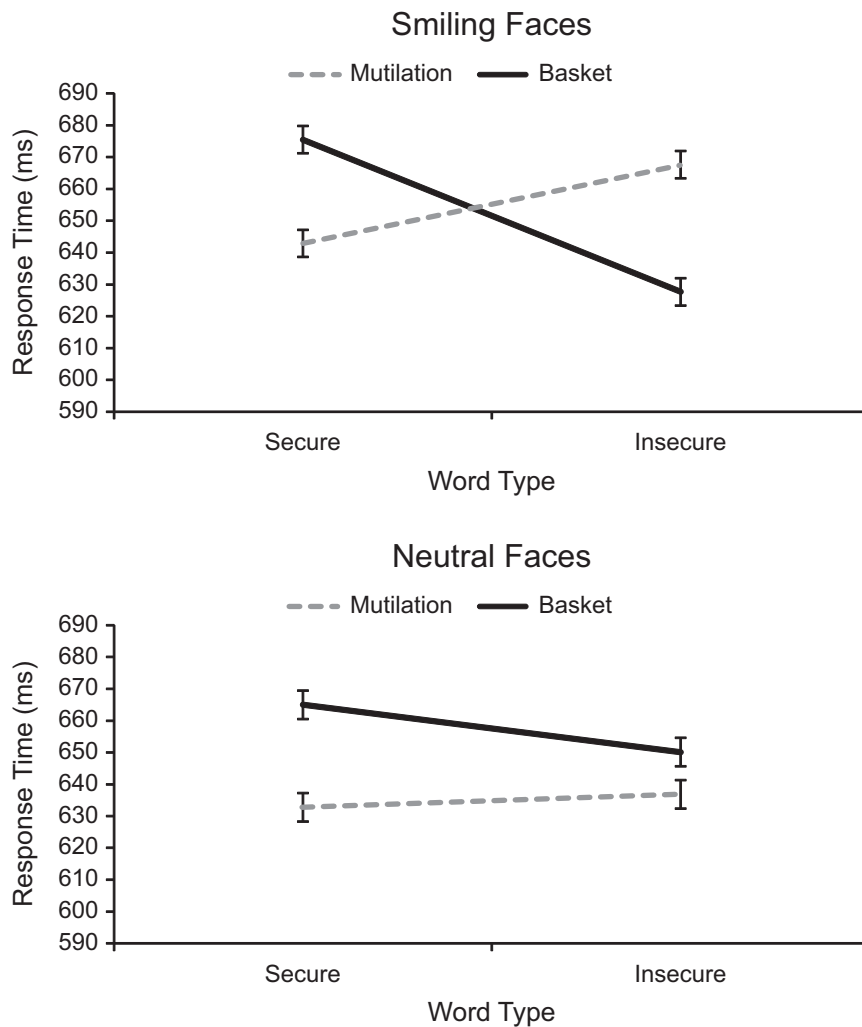 Smiling Faces
Mutilation Basket
Response Time (ms)
690
680
670
660
650
640
630
620
610
600
590
Secure Insecure
Word Type
Neutral Faces
Mutilation Basket
Response Time (ms)
690
680
670
660
650
640
630
620
610
600
590
Secure Insecure
Word Type